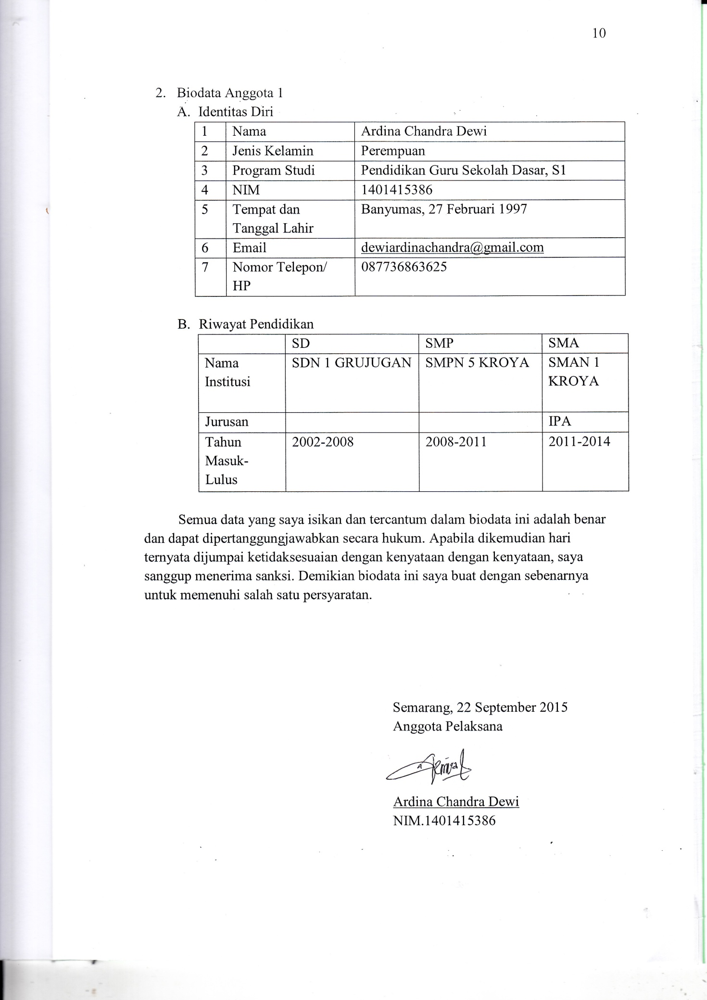 10
2. Biodata Anggota 1
A. Identitas Diri
1 Nama Ardina Chandra Dewi
2 Jenis Kelamin Perempuan
3 Program Studi Pendidikan Guru Sekolah Dasar, S1
4 NIM 1401415386
5 Tempat dan Banyumas, 27 Februari 1997
Tanggal Lahir
6 Email dewiardinachandra@gmail.com
7 Nomor Telepon/ 087736863625
HP
B. Riwayat Pendidikan
SD SMP SMA
Nama SDN 1 GRUJUGAN SMPN 5 KROYA SMAN 1
Institusi KROYA
Jurusan IPA
Tahun 2002-2008 2008-2011 2011-2014
Masuk-
Lulus
Semua data yang saya isikan dan tercantum dalam biodata ini adalah benar
dan dapat dipertanggungjawabkan secara hukum. Apabila dikemudian hari
ternyata dijumpai ketidaksesuaian dengan kenyataan dengan kenyataan, saya
sanggup menerima sanksi. Demikian biodata ini saya buat dengan sebenarnya
untuk memenuhi salah satu persyaratan.
Semarang, 22 September 2015
Anggota Pelaksana
Ardina Chandra Dewi
NIM.1401415386